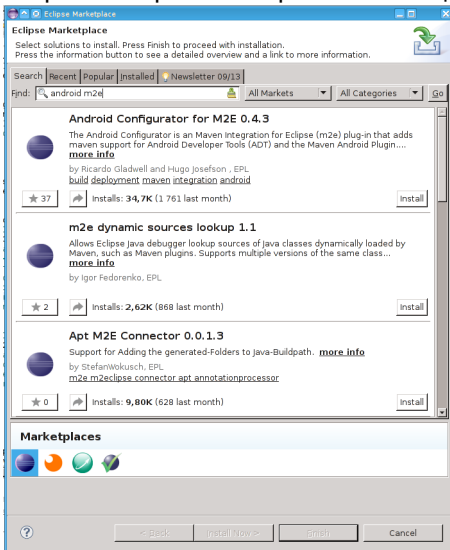 Eclipse Marketplace
Eclipse Marketplace
Select solutions to install. Press Finish to proceed with installation.
Press the information button to see a detailed overview and a link to more information.
Search Recent Popular Installed Newsletter 09/13
Find: android m2e All Markets All Categories Go
Android Configurator for M2E 0.4.3
The Android Configurator is an Maven Integration for Eclipse (m2e) plug-in that adds
maven support for Android Developer Tools (ADT) and the Maven Android Plugin....
more info
by Ricardo Gladwell and Hugo Josefson , EPL
build deployment maven integration android
37 Installs: 34,7K (1 761 last month) Install
m2e dynamic sources lookup 1.1
Allows Eclipse Java debugger lookup sources of Java classes dynamically loaded by
Maven, such as Maven plugins. Supports multiple versions of the same class...
more info
by Igor Fedorenko, EPL
2 Installs: 2,62K (868 last month) Install
Apt M2E Connector 0.0.1.3
Support for Adding the generated-Folders to Java-Buildpath. more info
by StefanWokusch, EPL
m2e m2eclipse connector apt annotationprocessor
0 Installs: 9,80K (628 last month) Install
Marketplaces
< Back Install Now > Finish Cancel